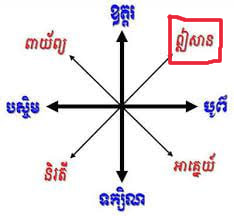 ឧត្តរ
ពាយ័ព្យ
ឦសាន
បស្ចិម
បូព៌
និរតី
អាគ្នេយ៍
ទក្សិណ